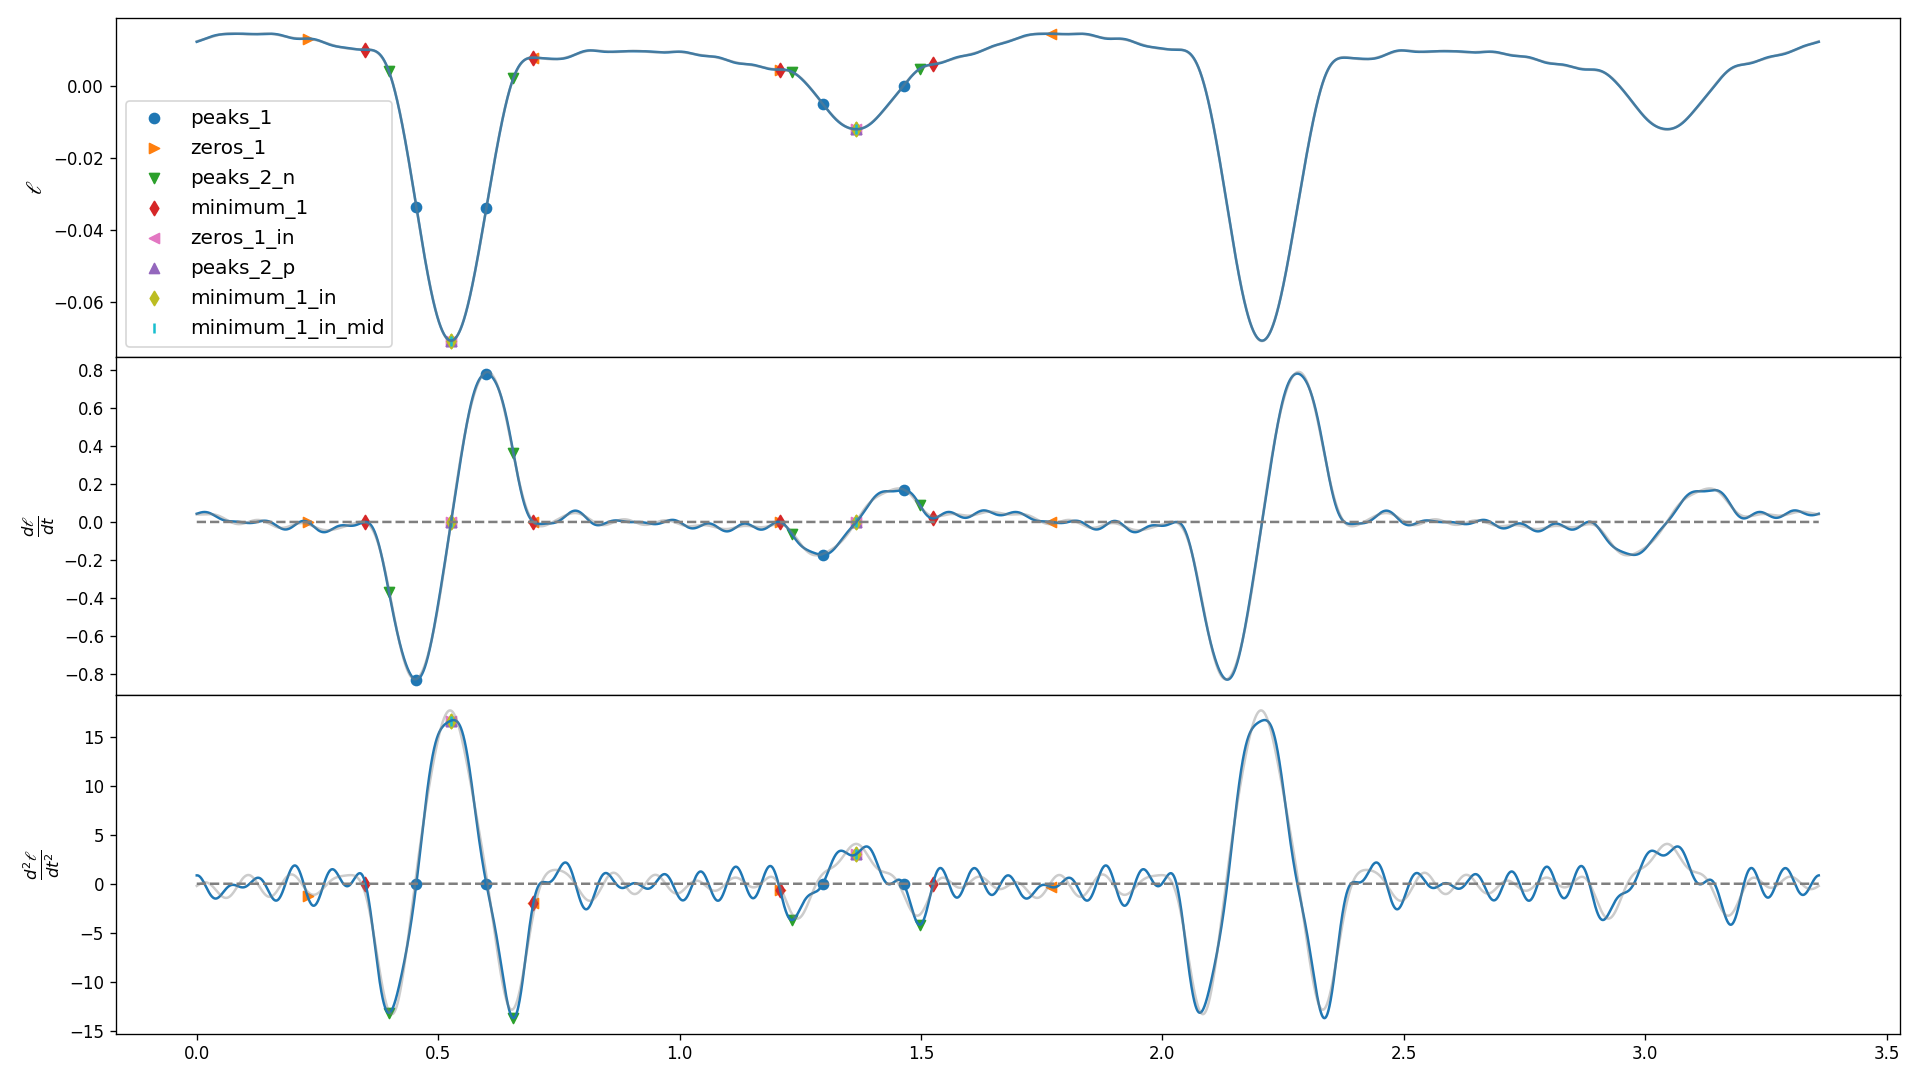 0.00
−0.02
−0.04
−0.06
ℓ
peaks_1
zeros_1
peaks_2_n
minimum_1
zeros_1_in
peaks_2_p
minimum_1_in
minimum_1_in_mid
0.8
0.6
0.4
0.2
0.0
−0.2
−0.4
−0.6
−0.8
dℓ/dt
15
10
5
0
−5
−10
−15
d²ℓ/dt²
0.0 0.5 1.0 1.5 2.0 2.5 3.0 3.5